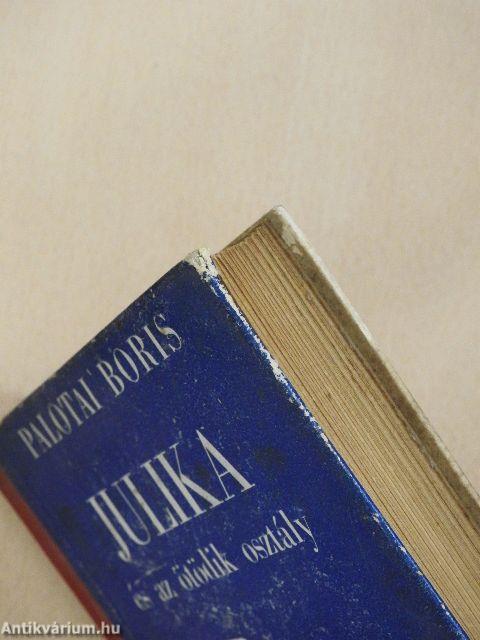 PALOTAI BORIS
JULIKA
és az ötödik osztály
Antikvárium.hu